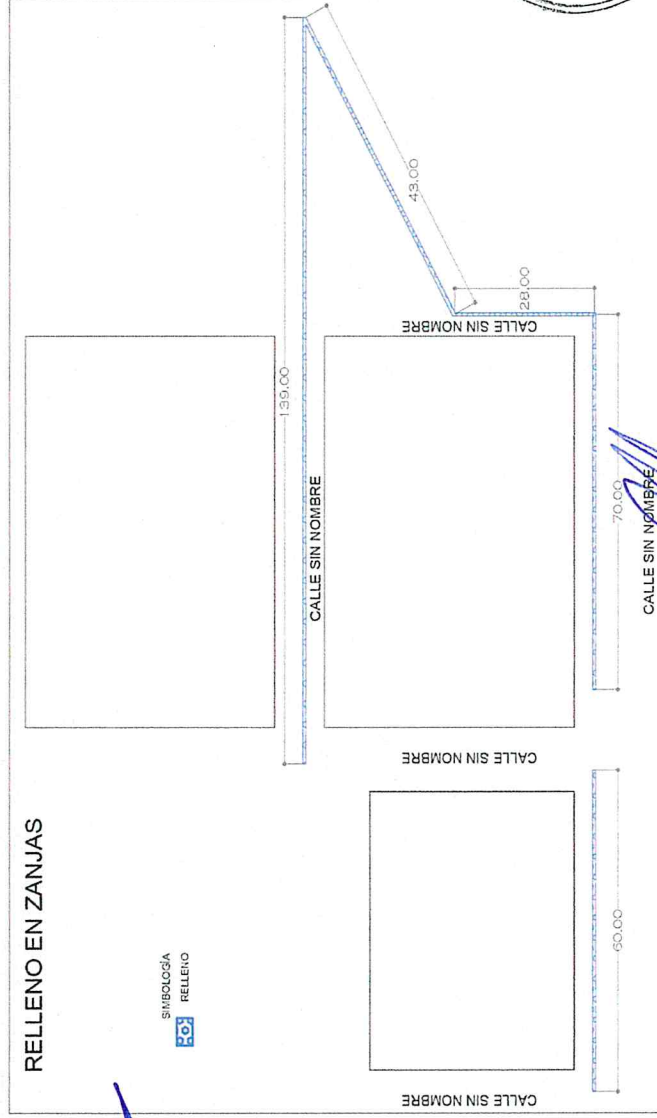 RELLENO EN ZANJAS
SIMBOLOGÍA
RELLENO
139.00
CALLE SIN NOMBRE
43.00
28.00
CALLE SIN NOMBRE
CALLE SIN NOMBRE
70.00
CALLE SIN NOMBRE
60.00
CALLE SIN NOMBRE